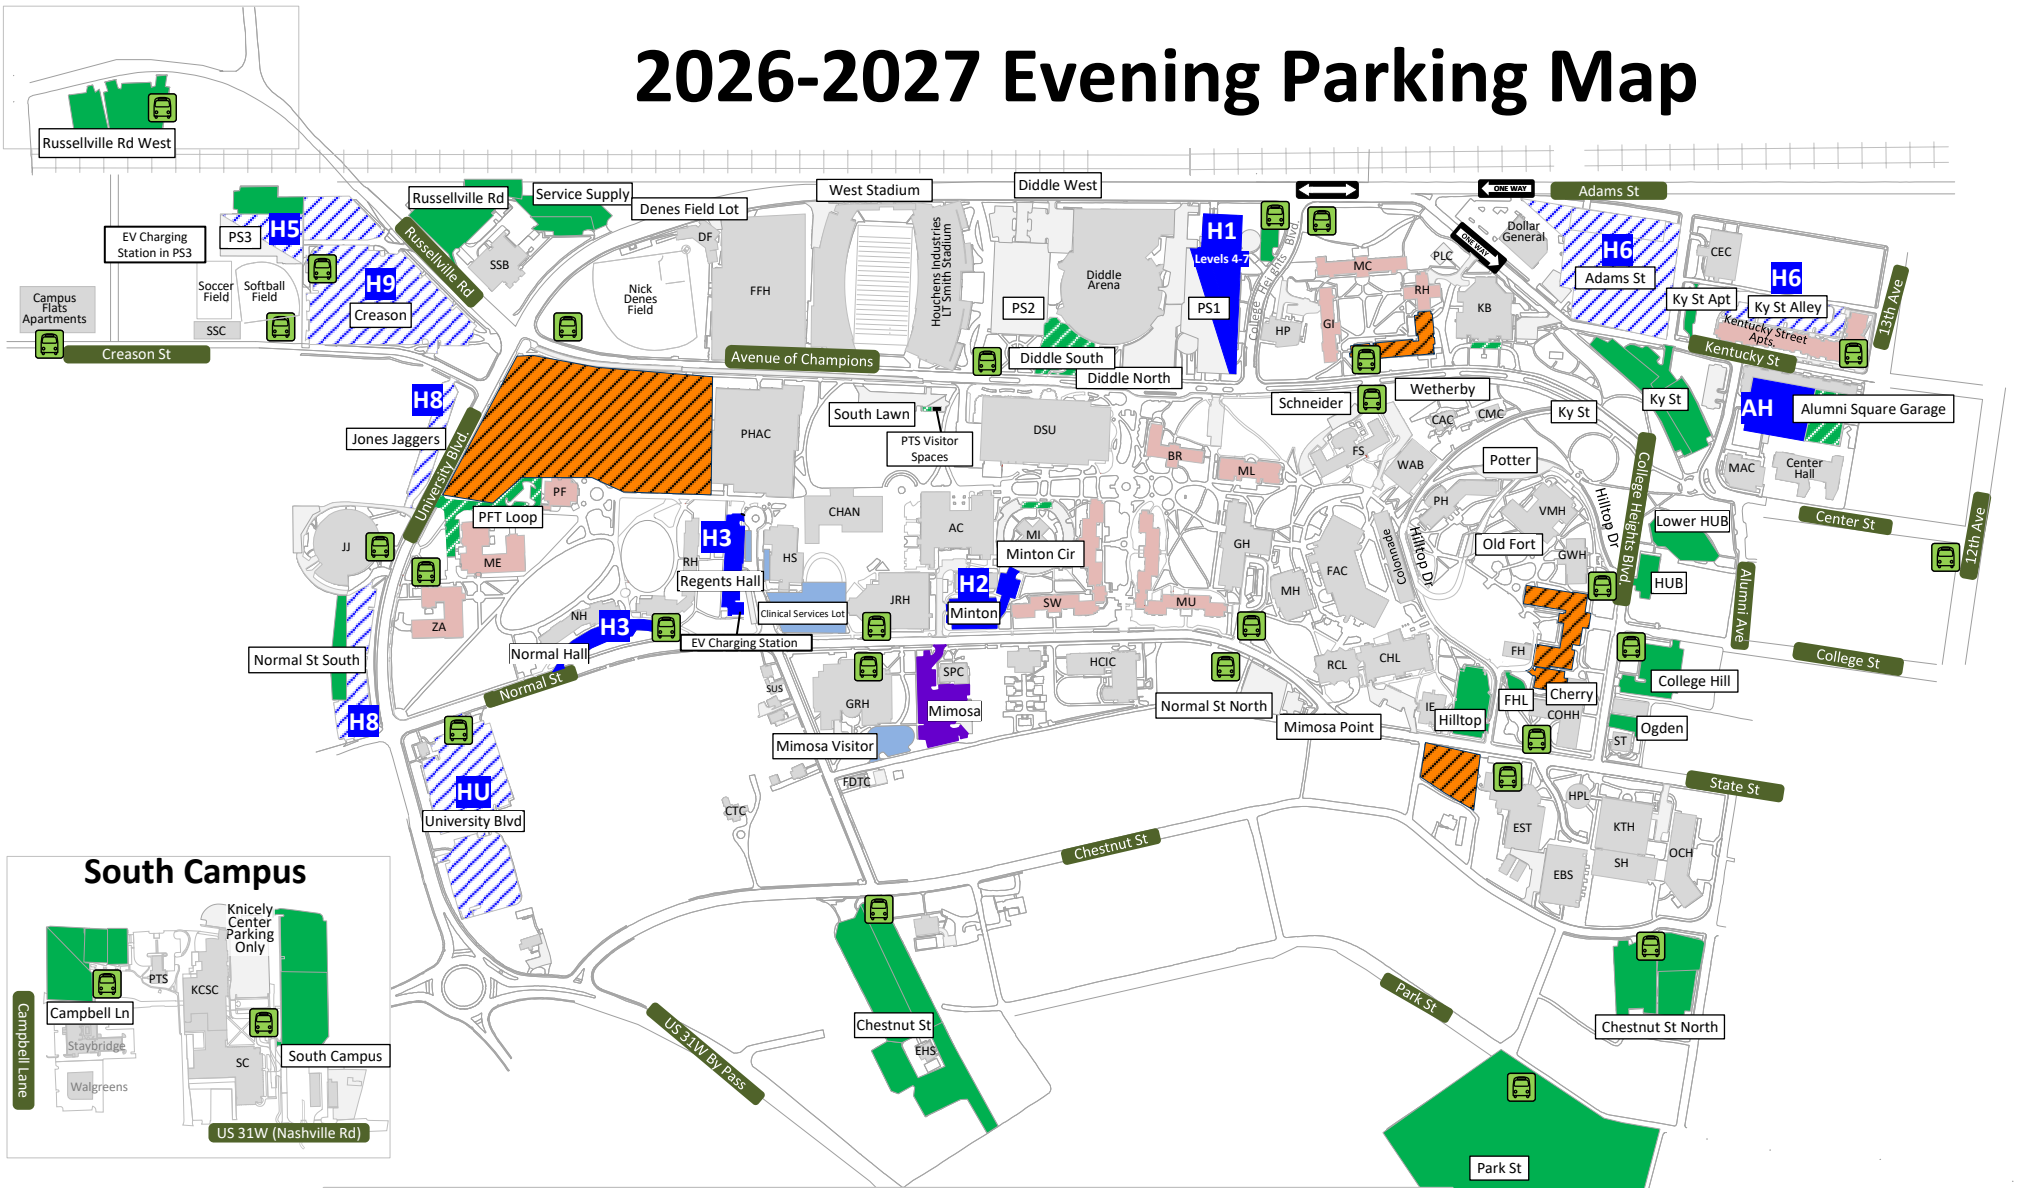 2026-2027 Evening Parking Map
Russellville Rd West
Russellville Rd
Service Supply
Denes Field Lot
West Stadium
Diddle West
ONE WAY
Adams St
EV Charging
Station in PS3
PS3
H5
H9
Creason
Soccer
Field
Softball
Field
SSC
Campus
Flats
Apartments
Creason St
Russellville Rd
SSB
DF
Nick
Denes
Field
FFH
Houchens Industries
LT Smith Stadium
PS2
Diddle
Arena
Diddle South
Diddle North
Avenue of Champions
H1
Levels 4-7
PS1
College Heights Blvd
HP
GI
MC
RH
PLC
KB
ONE WAY
Dollar
General
H6
Adams St
CEC
H6
Ky St Apt
Ky St Alley
Kentucky Street
Apts.
Kentucky St
13th Ave
H8
Jones Jaggers
University Blvd.
PHAC
South Lawn
PTS Visitor
Spaces
DSU
Schneider
Wetherby
Ky St
Ky St
AH
Alumni Square Garage
MAC
Center
Hall
CAC
CMC
FS
WAB
BR
ML
Potter
PH
VMH
Old Fort
GWH
Hilltop Dr
Hilltop Dr
Colonnade
College Heights Blvd
Lower HUB
HUB
Center St
12th Ave
Alumni Ave
College St
JJ
PF
PFT Loop
ME
ZA
H3
RH
Regents Hall
HS
CHAN
AC
MI
Minton Cir
H2
Minton
SW
MU
GH
MH
FAC
Clinical Services Lot
JRH
NH
H3
Normal Hall
EV Charging Station
Normal St
Normal St South
H8
sus
GRH
SPC
Mimosa
Mimosa Visitor
FDTC
HCIC
Normal St North
Mimosa Point
RCL
CHL
IE
Hilltop
FH
FHL
Cherry
COHH
College Hill
Ogden
ST
State St
HU
University Blvd
CTC
Chestnut St
HPL
EST
KTH
SH
OCH
EBS
South Campus
Knicely
Center
Parking
Only
PTS
KCSC
Campbell Ln
Campbell Lane
Staybridge
Walgreens
SC
South Campus
US 31W (Nashville Rd)
US 31W By Pass
Chestnut St
EHS
Park St
Chestnut St North
Park St